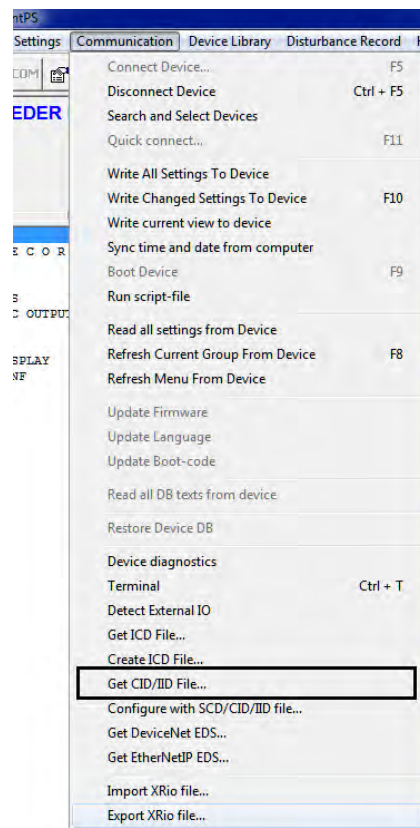 ntPS
Settings Communication Device Library Disturbance Record
COM
EDER
E C O R
S
C OUTPUT
SPLAY
NF
Connect Device... F5
Disconnect Device Ctrl + F5
Search and Select Devices
Quick connect... F11
Write All Settings To Device
Write Changed Settings To Device F10
Write current view to device
Sync time and date from computer
Boot Device F9
Run script-file
Read all settings from Device
Refresh Current Group From Device F8
Refresh Menu From Device
Update Firmware
Update Language
Update Boot-code
Read all DB texts from device
Restore Device DB
Device diagnostics
Terminal Ctrl + T
Detect External IO
Get ICD File...
Create ICD File...
Get CID/IID File...
Configure with SCD/CID/IID file...
Get DeviceNet EDS...
Get EtherNetIP EDS...
Import XRio file...
Export XRio file...